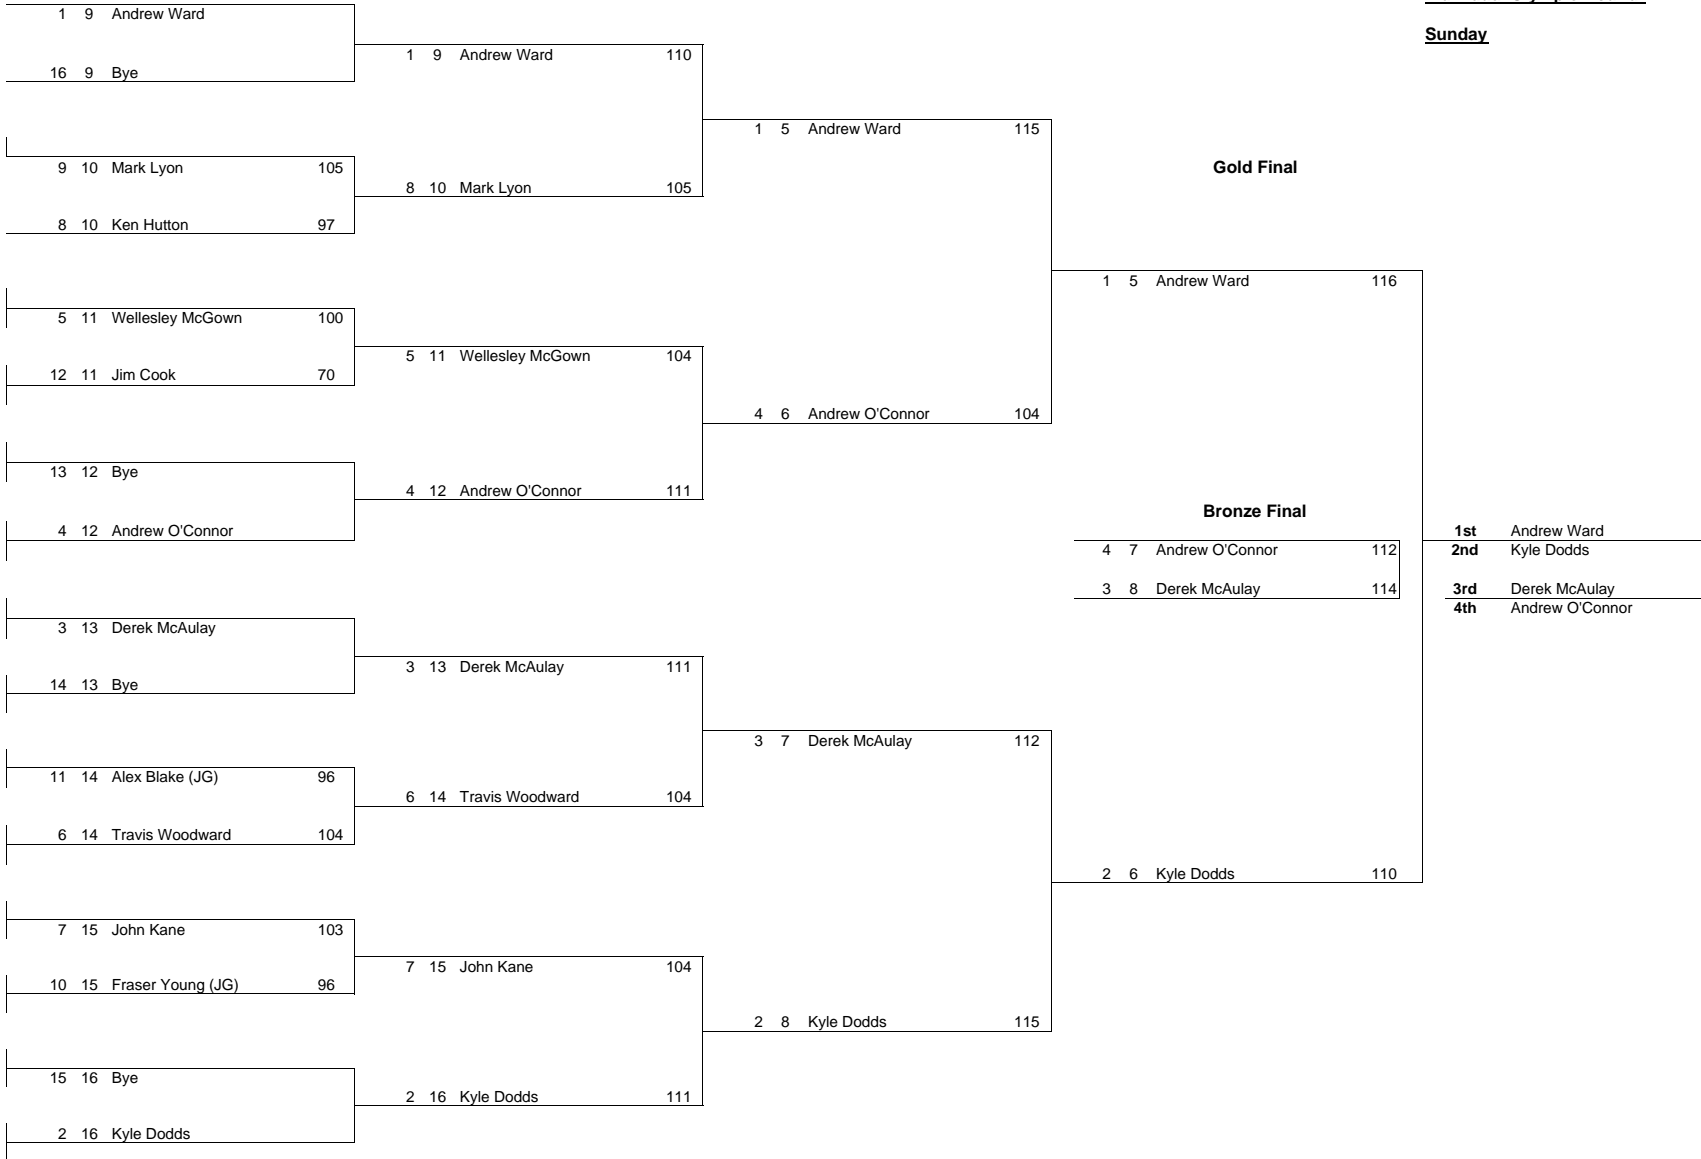 1 9 Andrew Ward
16 9 Bye
9 10 Mark Lyon 105
8 10 Ken Hutton 97
5 11 Wellesley McGown 100
12 11 Jim Cook 70
13 12 Bye
4 12 Andrew O'Connor
3 13 Derek McAulay
14 13 Bye
11 14 Alex Blake (JG) 96
6 14 Travis Woodward 104
7 15 John Kane 103
10 15 Fraser Young (JG) 96
15 16 Bye
2 16 Kyle Dodds
1 9 Andrew Ward 110
8 10 Mark Lyon 105
5 11 Wellesley McGown 104
4 12 Andrew O'Connor 111
3 13 Derek McAulay 111
6 14 Travis Woodward 104
7 15 John Kane 104
2 16 Kyle Dodds 111
1 5 Andrew Ward 115
4 6 Andrew O'Connor 104
3 7 Derek McAulay 112
2 8 Kyle Dodds 115
Gold Final
1 5 Andrew Ward 116
2 6 Kyle Dodds 110
Bronze Final
4 7 Andrew O'Connor 112
3 8 Derek McAulay 114
Sunday
1st Andrew Ward
2nd Kyle Dodds
3rd Derek McAulay
4th Andrew O'Connor